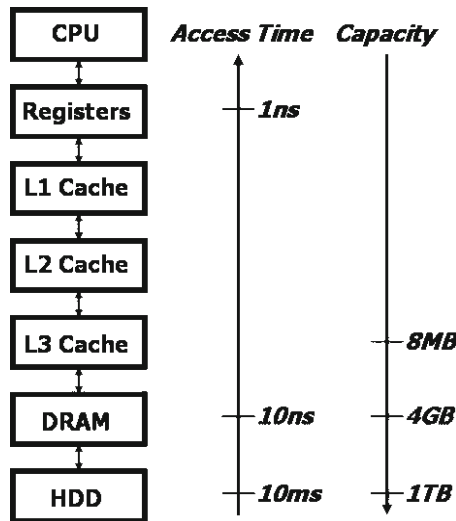 CPU Access Time Capacity
Registers 1ns
L1 Cache
L2 Cache
L3 Cache 8MB
DRAM 10ns 4GB
HDD 10ms 1TB